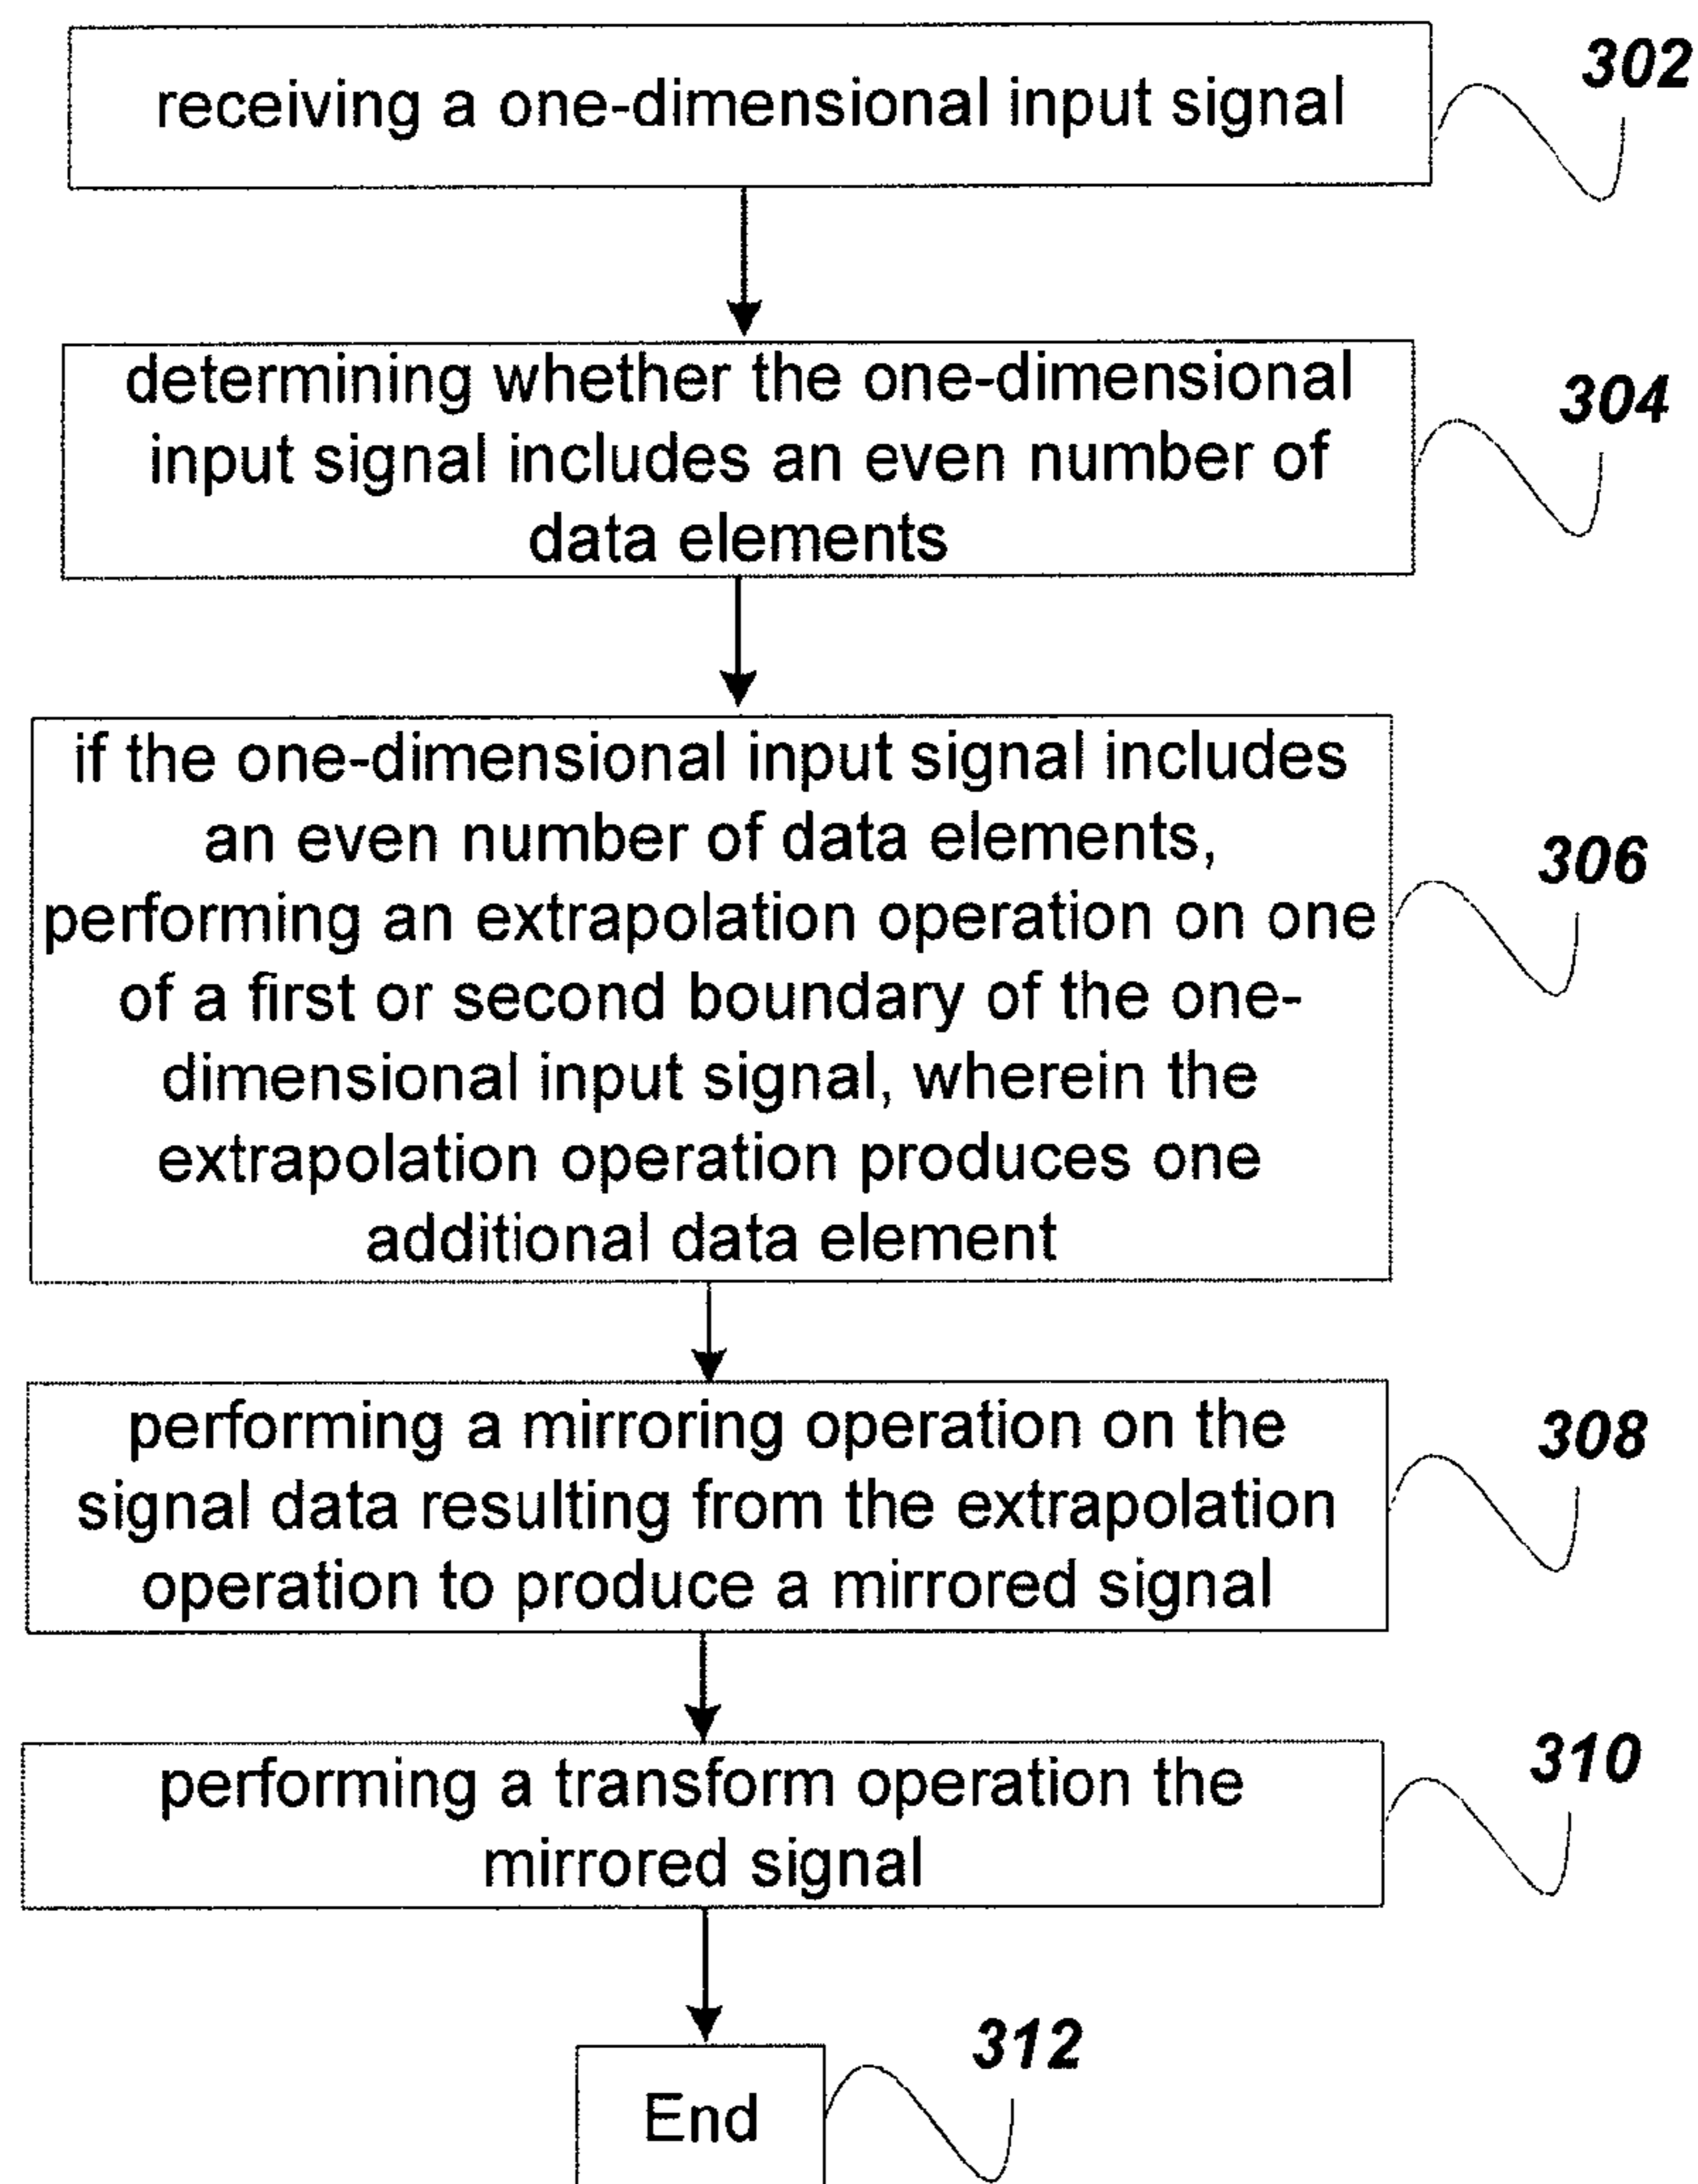 receiving a one-dimensional input signal
302
determining whether the one-dimensional
input signal includes an even number of
data elements
304
if the one-dimensional input signal includes
an even number of data elements,
performing an extrapolation operation on one
of a first or second boundary of the one-
dimensional input signal, wherein the
extrapolation operation produces one
additional data element
306
performing a mirroring operation on the
signal data resulting from the extrapolation
operation to produce a mirrored signal
308
performing a transform operation the
mirrored signal
310
End
312